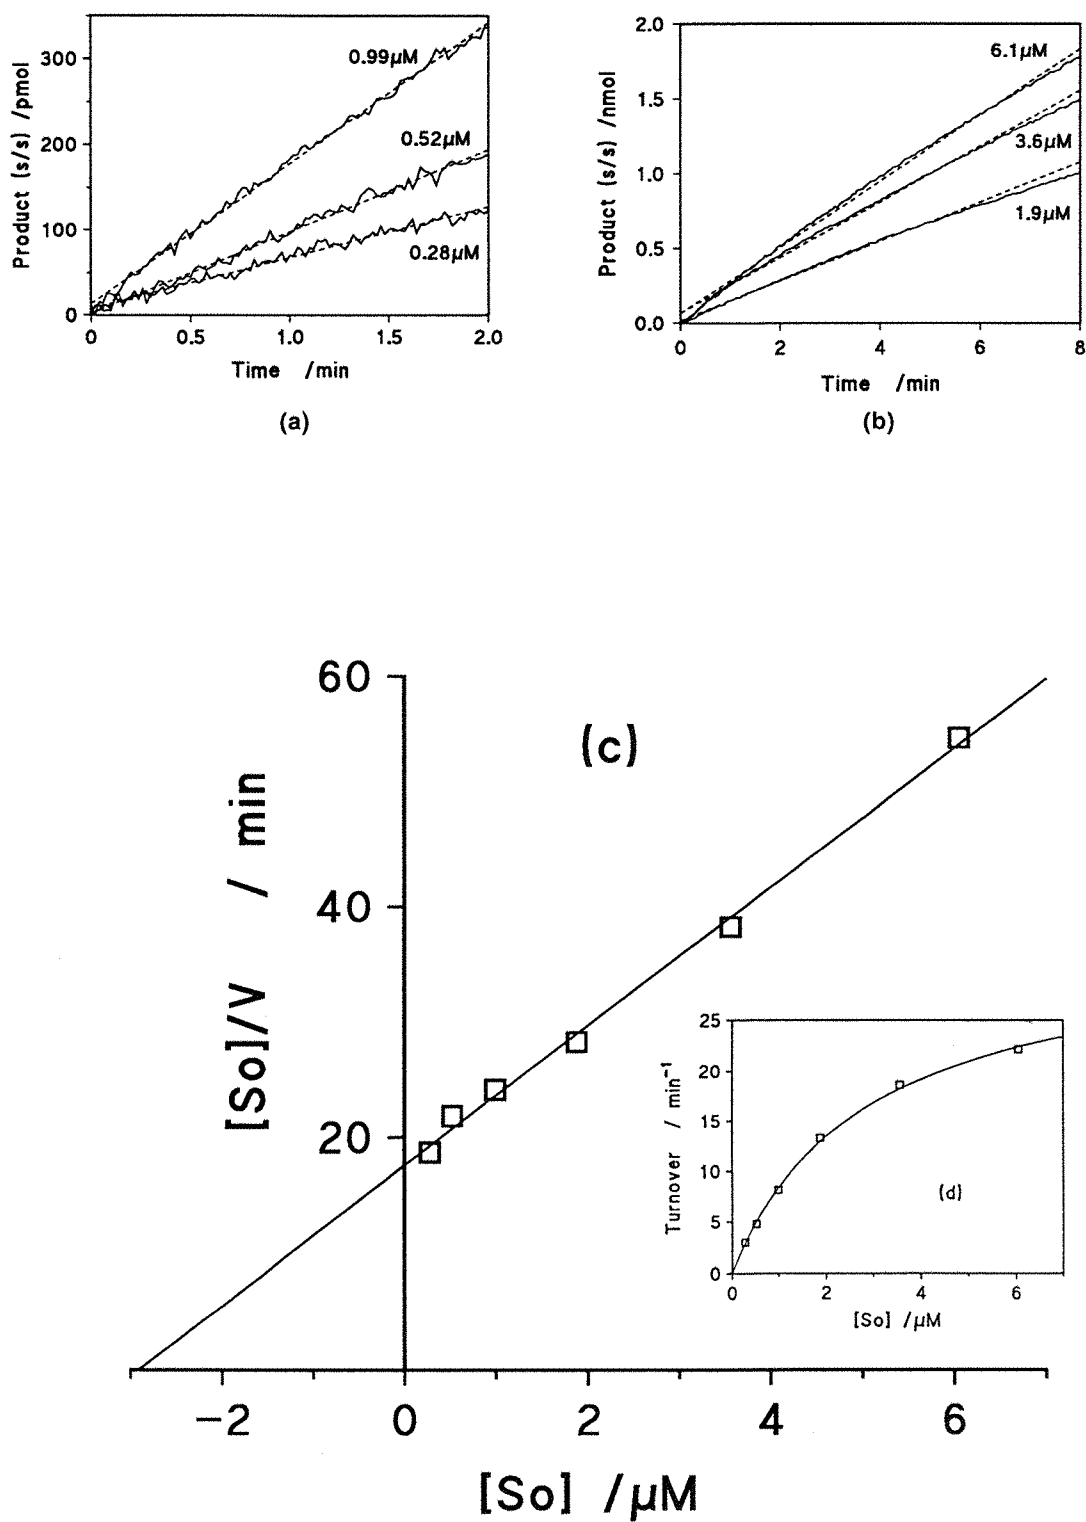 Product (s/s) /pmol
300
200
100
0
0.99µM
0.52µM
0.28µM
0 0.5 1.0 1.5 2.0
Time /min
(a)
Product (s/s) /nmol
2.0
1.5
1.0
0.5
0.0
6.1µM
3.6µM
1.9µM
0 2 4 6 8
Time /min
(b)
[So]/V / min
60
40
20
(c)
−2 0 2 4 6
[So] /µM
Turnover / min⁻¹
25
20
15
10
5
0
(d)
0 2 4 6
[So] /µM